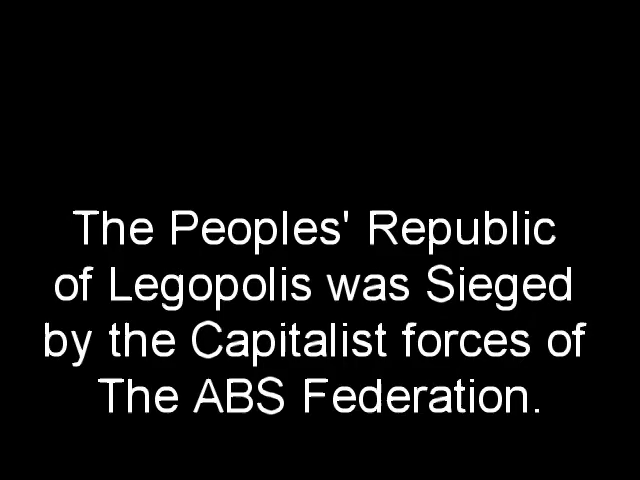 The Peoples' Republic
of Legopolis was Sieged
by the Capitalist forces of
The ABS Federation.